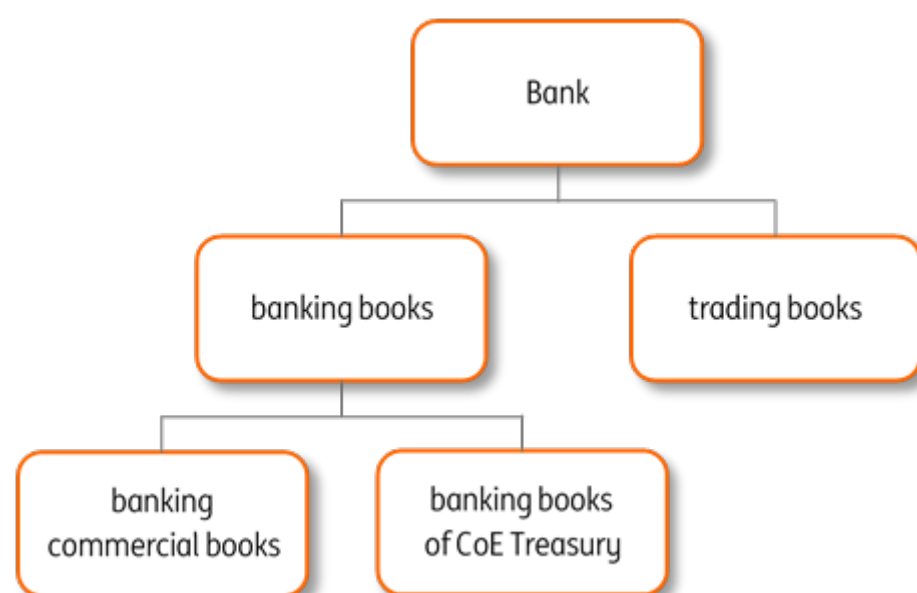 Bank
banking books
trading books
banking
commercial books
banking books
of CoE Treasury